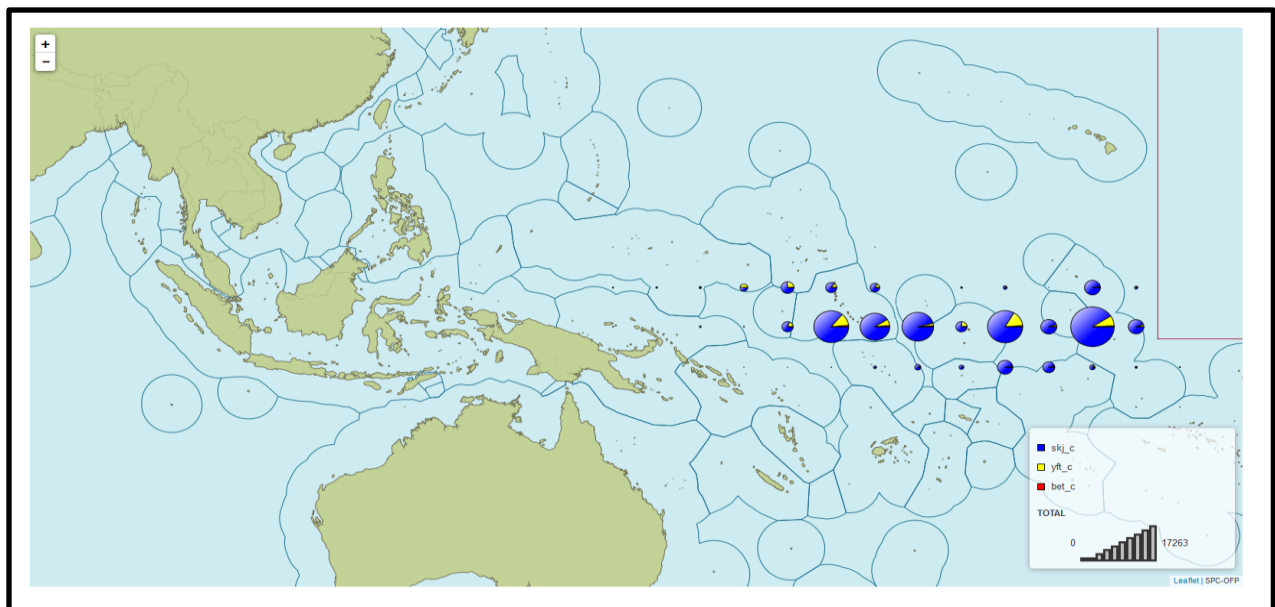 +
−
skj_c
yft_c
bet_c
TOTAL
0 17263
Leaflet | SPC-OFP